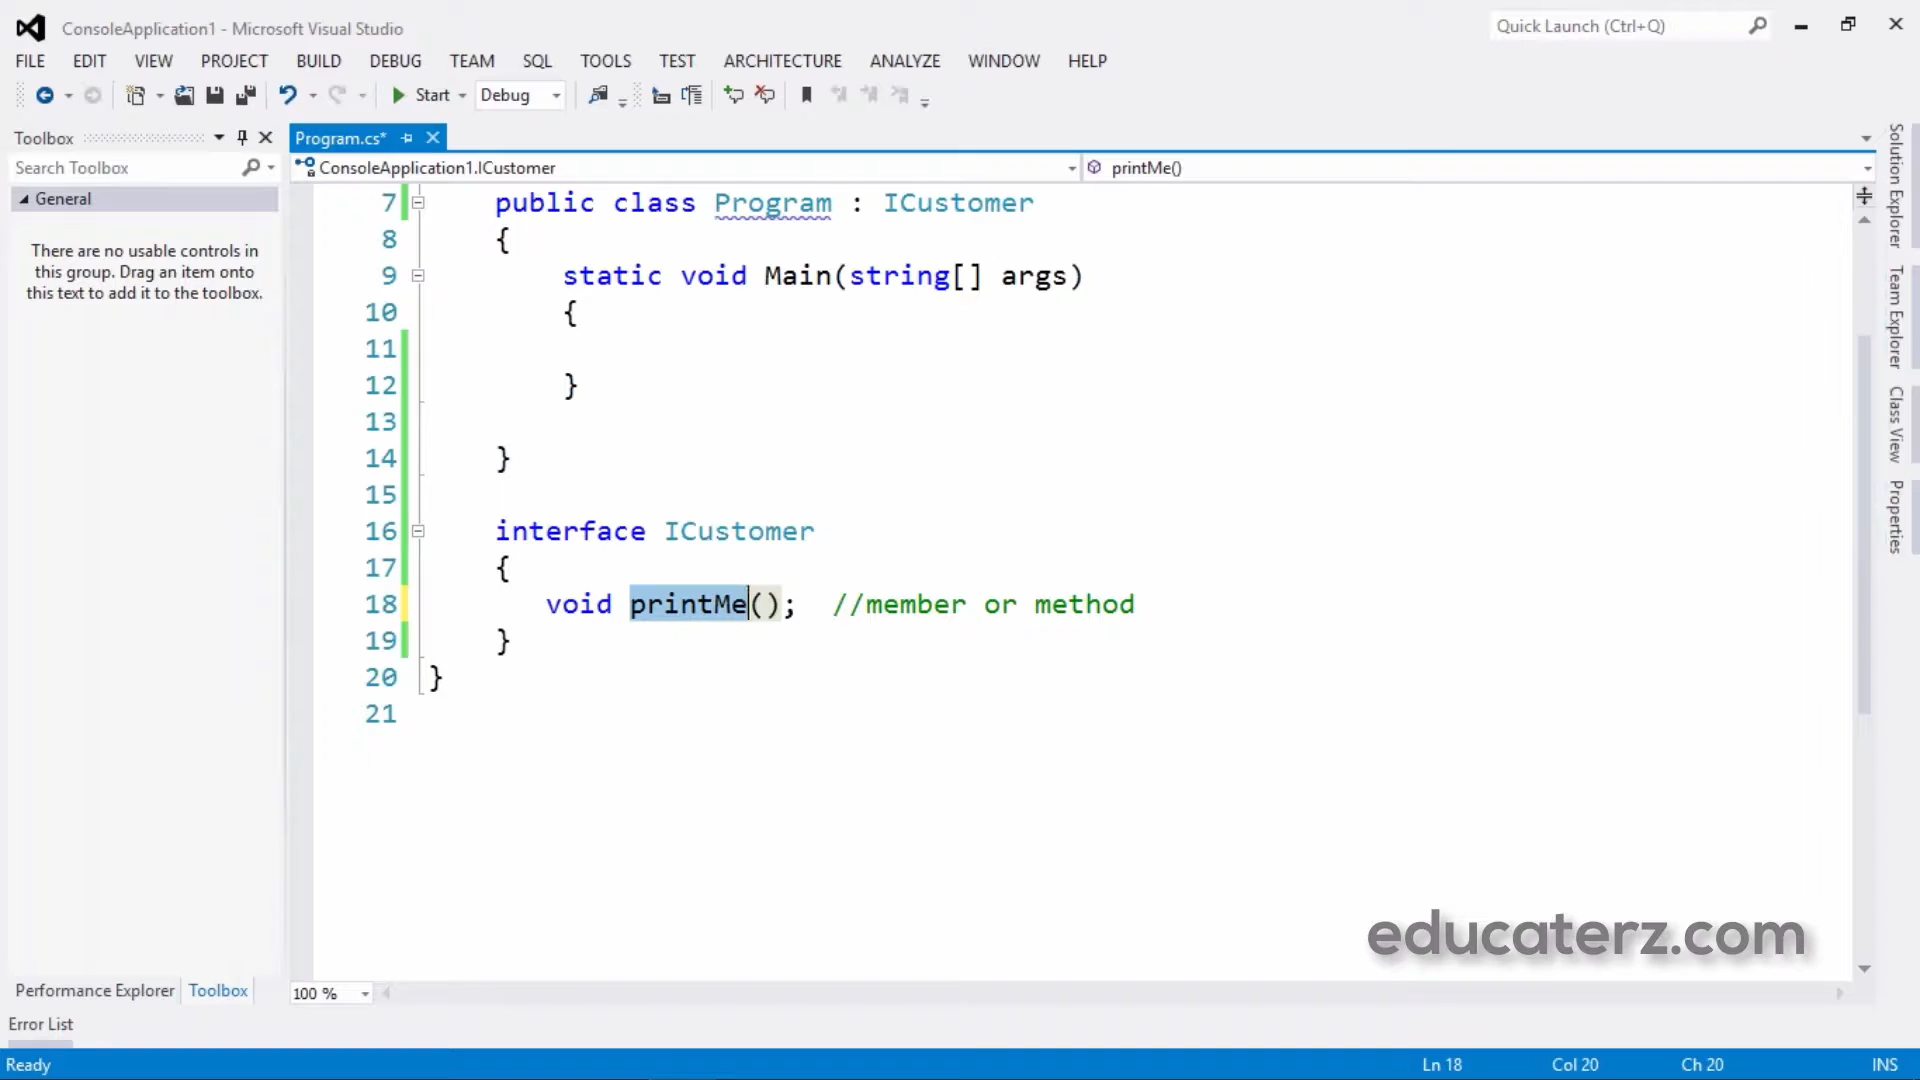 ConsoleApplication1 - Microsoft Visual Studio
Quick Launch (Ctrl+Q)
FILE EDIT VIEW PROJECT BUILD DEBUG TEAM SQL TOOLS TEST ARCHITECTURE ANALYZE WINDOW HELP
Start Debug
Toolbox
Search Toolbox
General
There are no usable controls in
this group. Drag an item onto
this text to add it to the toolbox.
Program.cs*
ConsoleApplication1.ICustomer
printMe()
7 public class Program : ICustomer
8 {
9 static void Main(string[] args)
10 {
11
12 }
13
14 }
15
16 interface ICustomer
17 {
18 void printMe(); //member or method
19 }
20 }
21
educaterz.com
Solution Explorer
Team Explorer
Class View
Properties
100 %
Performance Explorer Toolbox
Error List
Ready
Ln 18 Col 20 Ch 20 INS